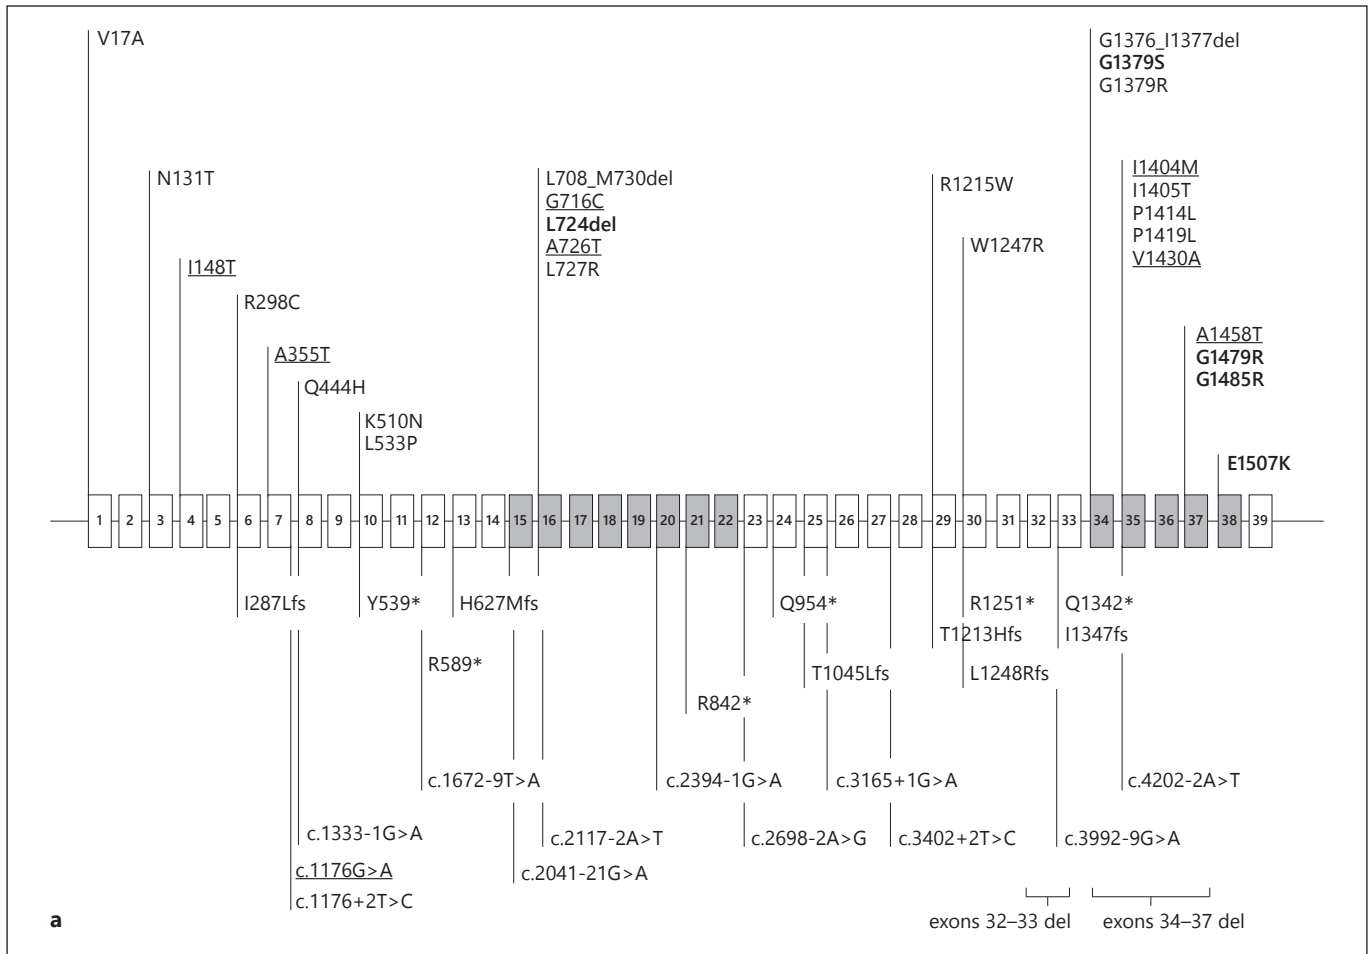 V17A
G1376_I1377del
G1379S
G1379R
N131T
L708_M730del
G716C
L724del
A726T
L727R
R1215W
I1404M
I1405T
P1414L
P1419L
V1430A
W1247R
I148T
R298C
A355T
Q444H
K510N
L533P
A1458T
G1479R
G1485R
E1507K
1 2 3 4 5 6 7 8 9 10 11 12 13 14 15 16 17 18 19 20 21 22 23 24 25 26 27 28 29 30 31 32 33 34 35 36 37 38 39
I287Lfs
Y539*
H627Mfs
Q954*
R1251*
Q1342*
T1213Hfs
I1347fs
R589*
T1045Lfs
L1248Rfs
R842*
c.1672-9T>A
c.2394-1G>A
c.3165+1G>A
c.4202-2A>T
c.1333-1G>A
c.2117-2A>T
c.2698-2A>G
c.3402+2T>C
c.3992-9G>A
c.1176G>A
c.2041-21G>A
c.1176+2T>C
exons 32–33 del
exons 34–37 del
a